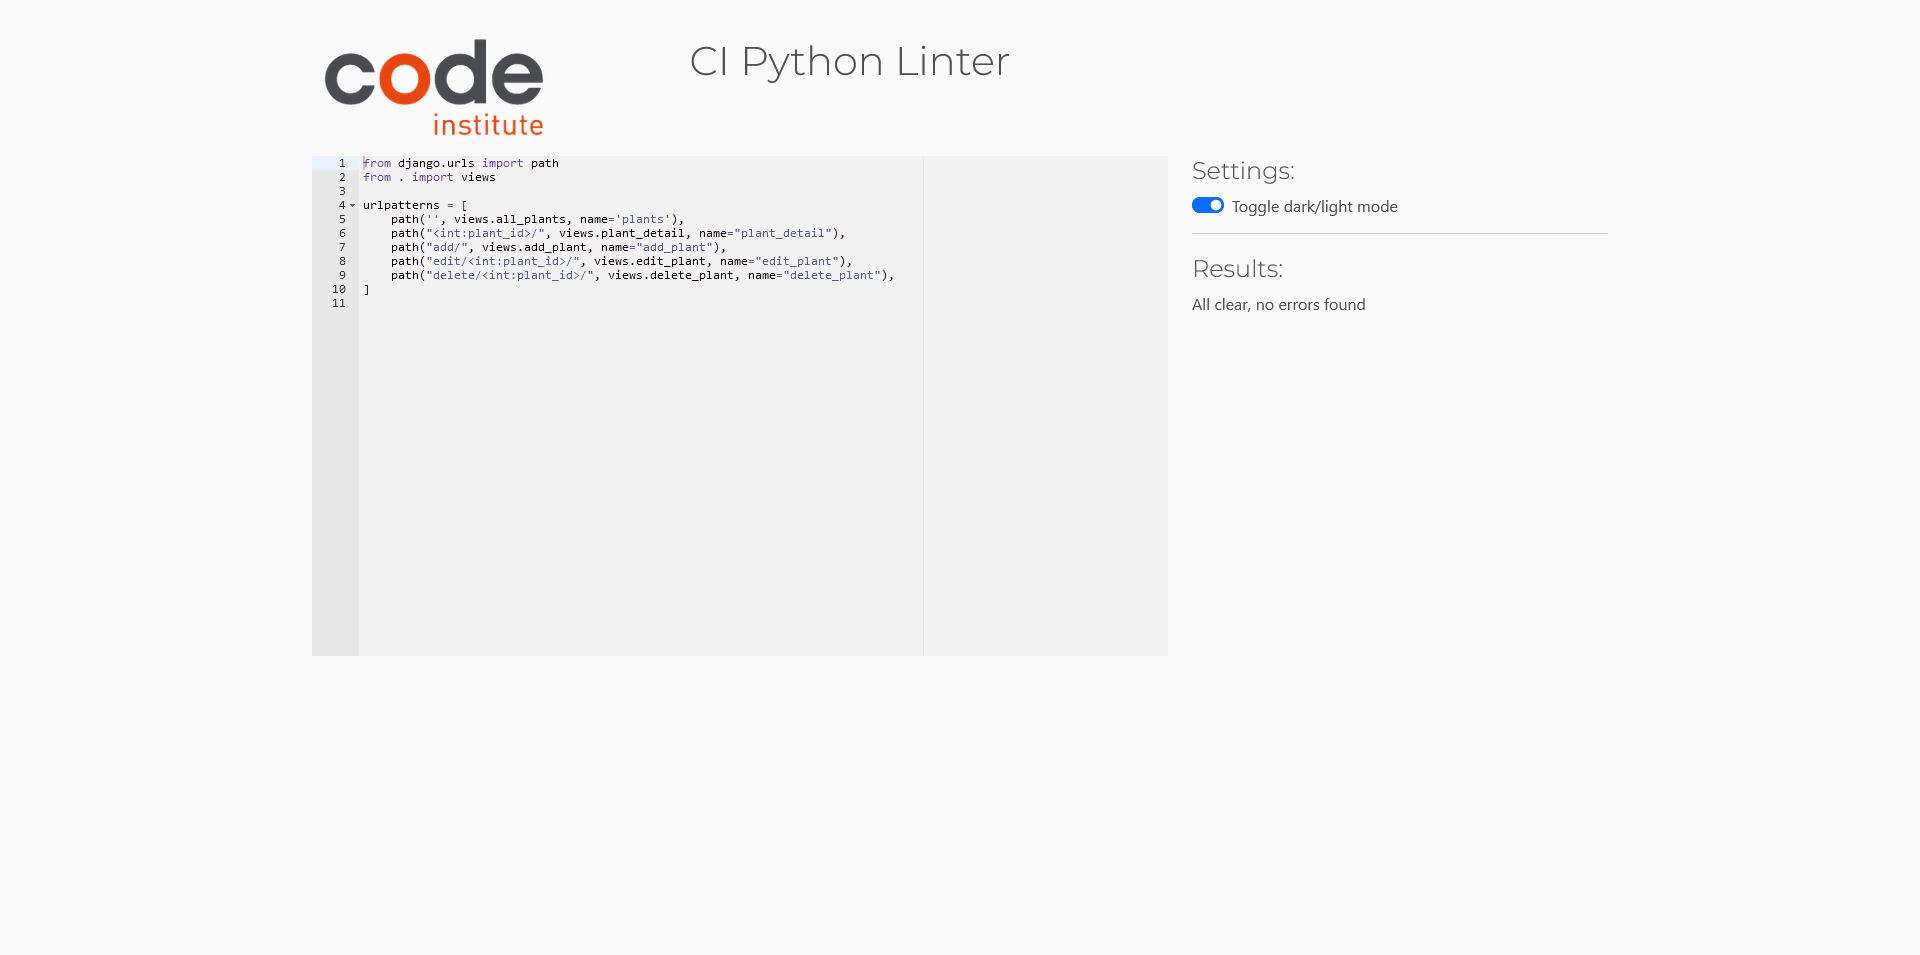 code
institute
CI Python Linter
1 from django.urls import path
2 from . import views
3
4 urlpatterns = [
5     path('', views.all_plants, name='plants'),
6     path("<int:plant_id>/", views.plant_detail, name="plant_detail"),
7     path("add/", views.add_plant, name="add_plant"),
8     path("edit/<int:plant_id>/", views.edit_plant, name="edit_plant"),
9     path("delete/<int:plant_id>/", views.delete_plant, name="delete_plant"),
10 ]
11
Settings:
Toggle dark/light mode
Results:
All clear, no errors found